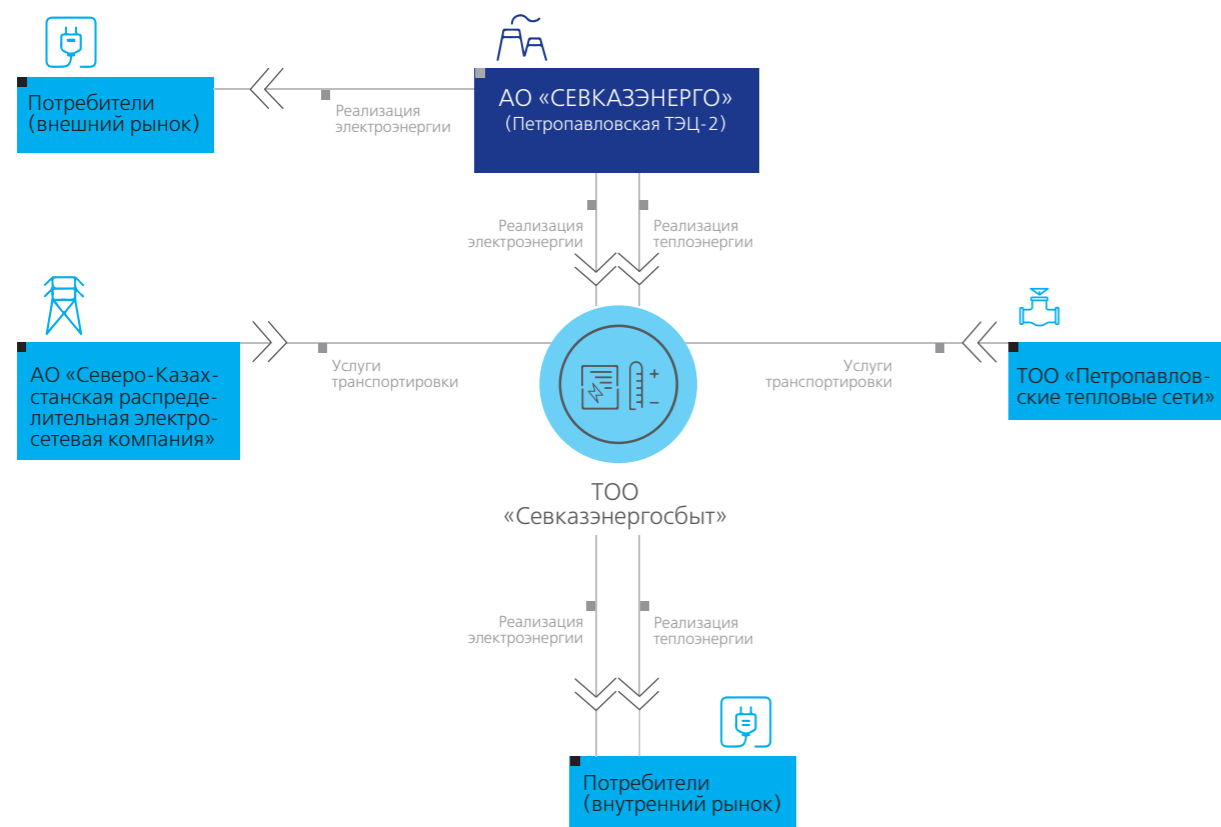 Потребители
(внешний рынок)
Реализация
электроэнергии
АО «СЕВКАЗЭНЕРГО»
(Петропавловская ТЭЦ-2)
Реализация
электроэнергии
Реализация
теплоэнергии
АО «Северо-Казах-
станская распреде-
лительная электро-
сетевая компания»
Услуги
транспортировки
Услуги
транспортировки
ТОО «Петропавлов-
ские тепловые сети»
ТОО
«Севказэнергосбыт»
Реализация
электроэнергии
Реализация
теплоэнергии
Потребители
(внутренний рынок)